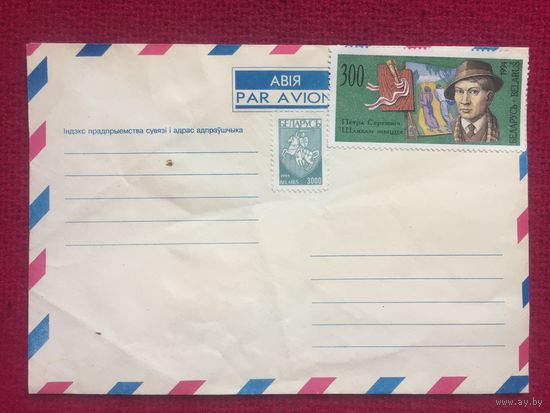 АВІЯ
PAR AVION
300
1994
БЕЛАРУСЬ · BELARUS
Пётра Сергіевіч
"Шляхам жыцця"
Індэкс прадпрыемства сувязі і адрас адпраўшчыка
БЕЛАРУСЬ
1994
BELARUS 3000
www.ay.by